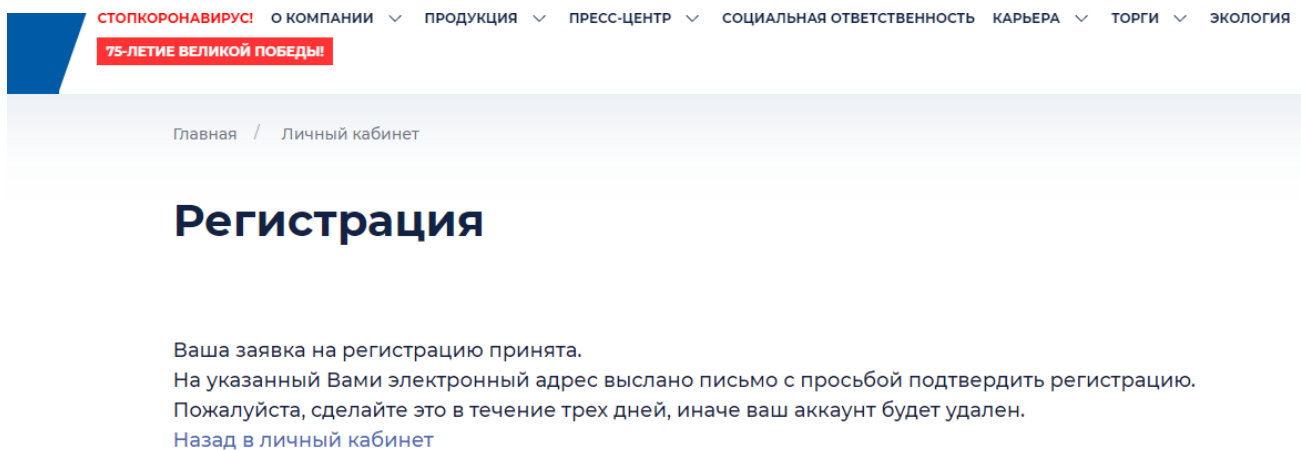 СТОПКОРОНАВИРУС! О КОМПАНИИ ПРОДУКЦИЯ ПРЕСС-ЦЕНТР СОЦИАЛЬНАЯ ОТВЕТСТВЕННОСТЬ КАРЬЕРА ТОРГИ ЭКОЛОГИЯ
75-ЛЕТИЕ ВЕЛИКОЙ ПОБЕДЫ!
Главная / Личный кабинет
Регистрация
Ваша заявка на регистрацию принята.
На указанный Вами электронный адрес выслано письмо с просьбой подтвердить регистрацию.
Пожалуйста, сделайте это в течение трех дней, иначе ваш аккаунт будет удален.
Назад в личный кабинет